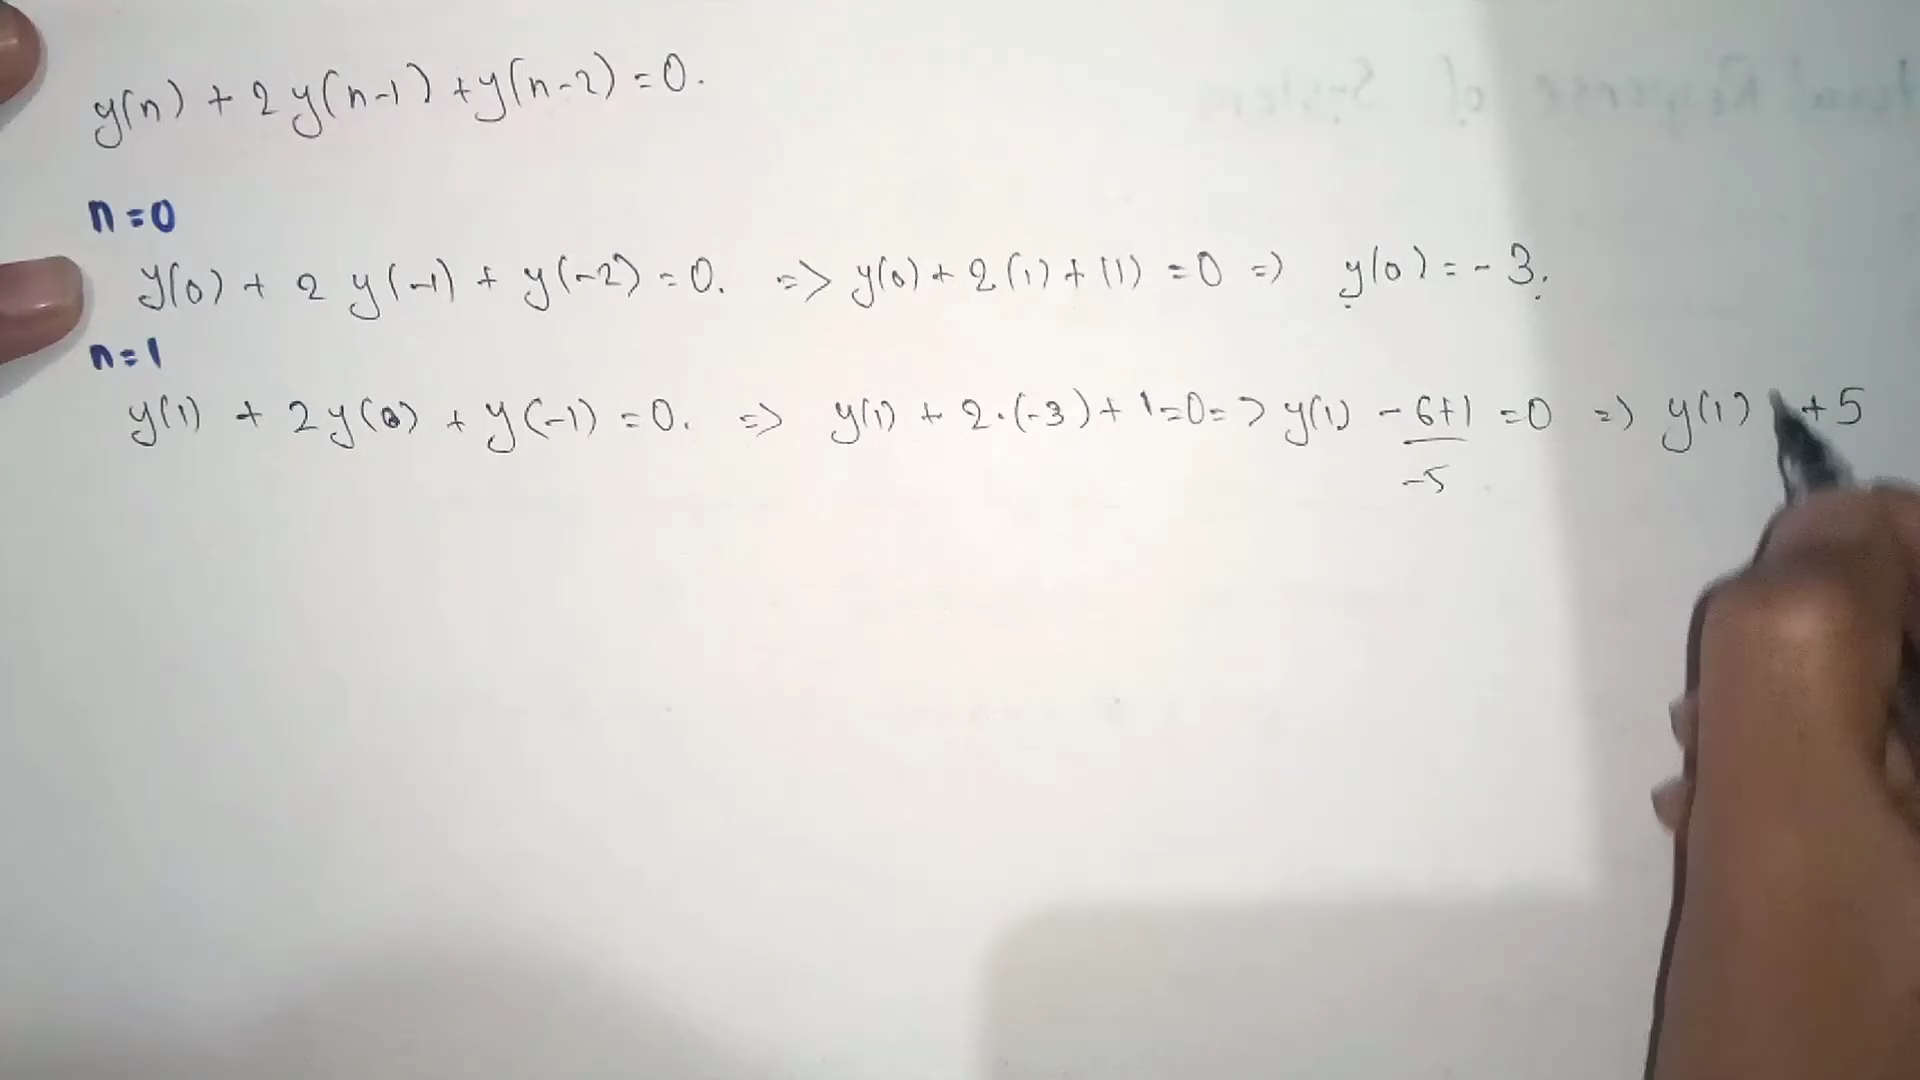 y(n) + 2y(n-1) + y(n-2) = 0.
n=0
y(0) + 2 y(-1) + y(-2) = 0. => y(0) + 2(1) + (1) = 0 => y(0) = -3.
n=1
y(1) + 2y(0) + y(-1) = 0. => y(1) + 2·(-3) + 1 = 0 => y(1) - 6+1 = 0 => y(1) +5
-5